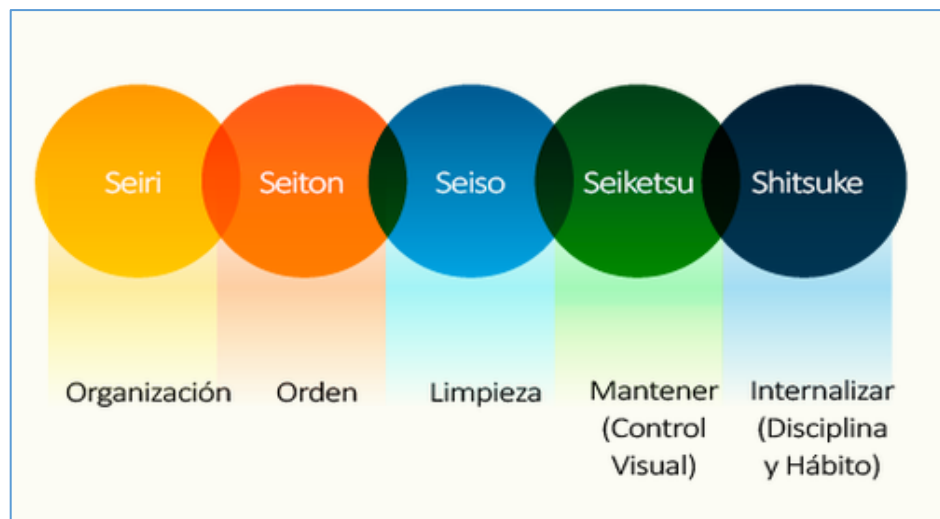 Seiri
Seiton
Seiso
Seiketsu
Shitsuke
Organización
Orden
Limpieza
Mantener
(Control
Visual)
Internalizar
(Disciplina
y Hábito)